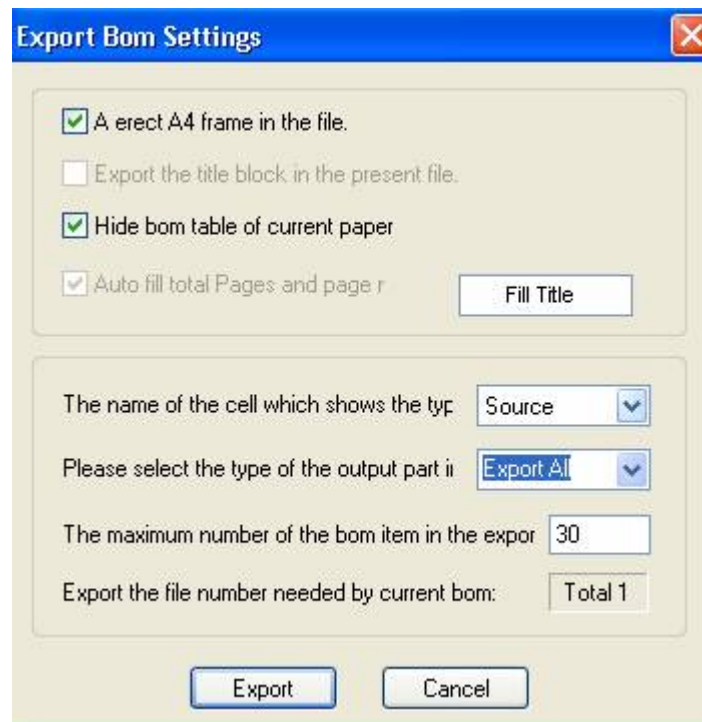 Export Bom Settings
A erect A4 frame in the file.
Export the title block in the present file.
Hide bom table of current paper
Auto fill total Pages and page r
Fill Title
The name of the cell which shows the typ
Source
Please select the type of the output part i
Export All
The maximum number of the bom item in the expor
30
Export the file number needed by current bom:
Total 1
Export
Cancel